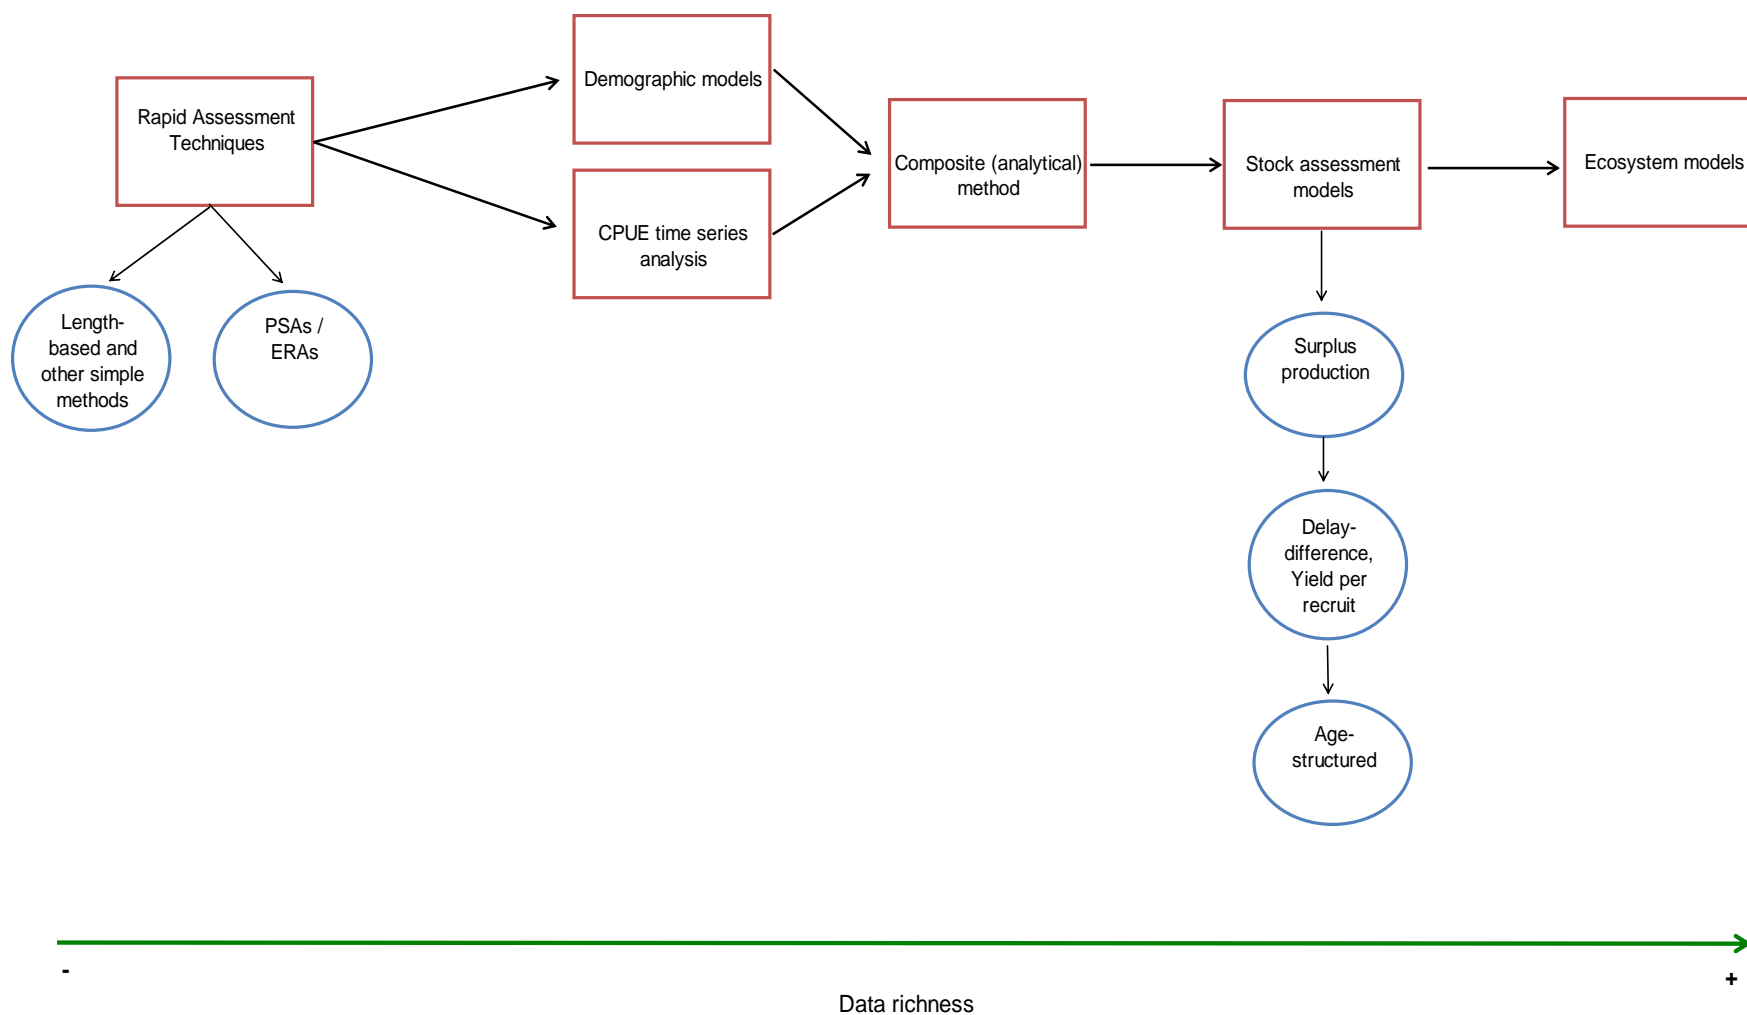 Rapid Assessment
Techniques
Demographic models
CPUE time series
analysis
Composite (analytical)
method
Stock assessment
models
Ecosystem models
Length-
based and
other simple
methods
PSAs /
ERAs
Surplus
production
Delay-
difference,
Yield per
recruit
Age-
structured
-
+
Data richness